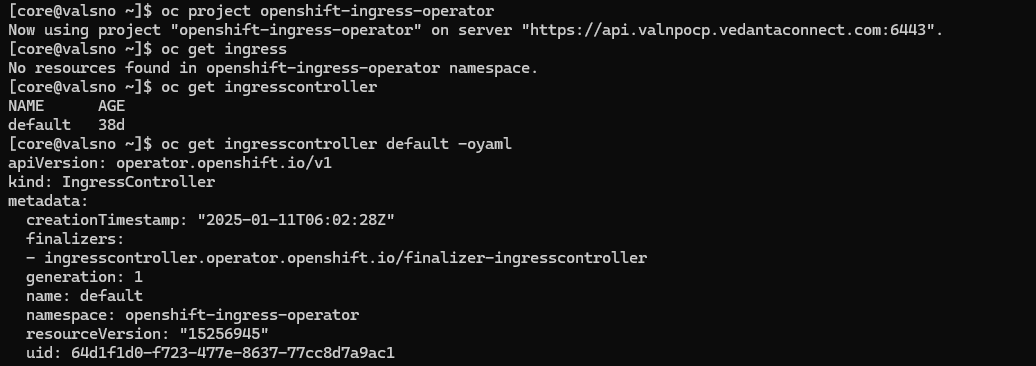 [core@valsno ~]$ oc project openshift-ingress-operator
Now using project "openshift-ingress-operator" on server "https://api.valnpocp.vedantaconnect.com:6443".
[core@valsno ~]$ oc get ingress
No resources found in openshift-ingress-operator namespace.
[core@valsno ~]$ oc get ingresscontroller
NAME      AGE
default   38d
[core@valsno ~]$ oc get ingresscontroller default -oyaml
apiVersion: operator.openshift.io/v1
kind: IngressController
metadata:
  creationTimestamp: "2025-01-11T06:02:28Z"
  finalizers:
  - ingresscontroller.operator.openshift.io/finalizer-ingresscontroller
  generation: 1
  name: default
  namespace: openshift-ingress-operator
  resourceVersion: "15256945"
  uid: 64d1f1d0-f723-477e-8637-77cc8d7a9ac1